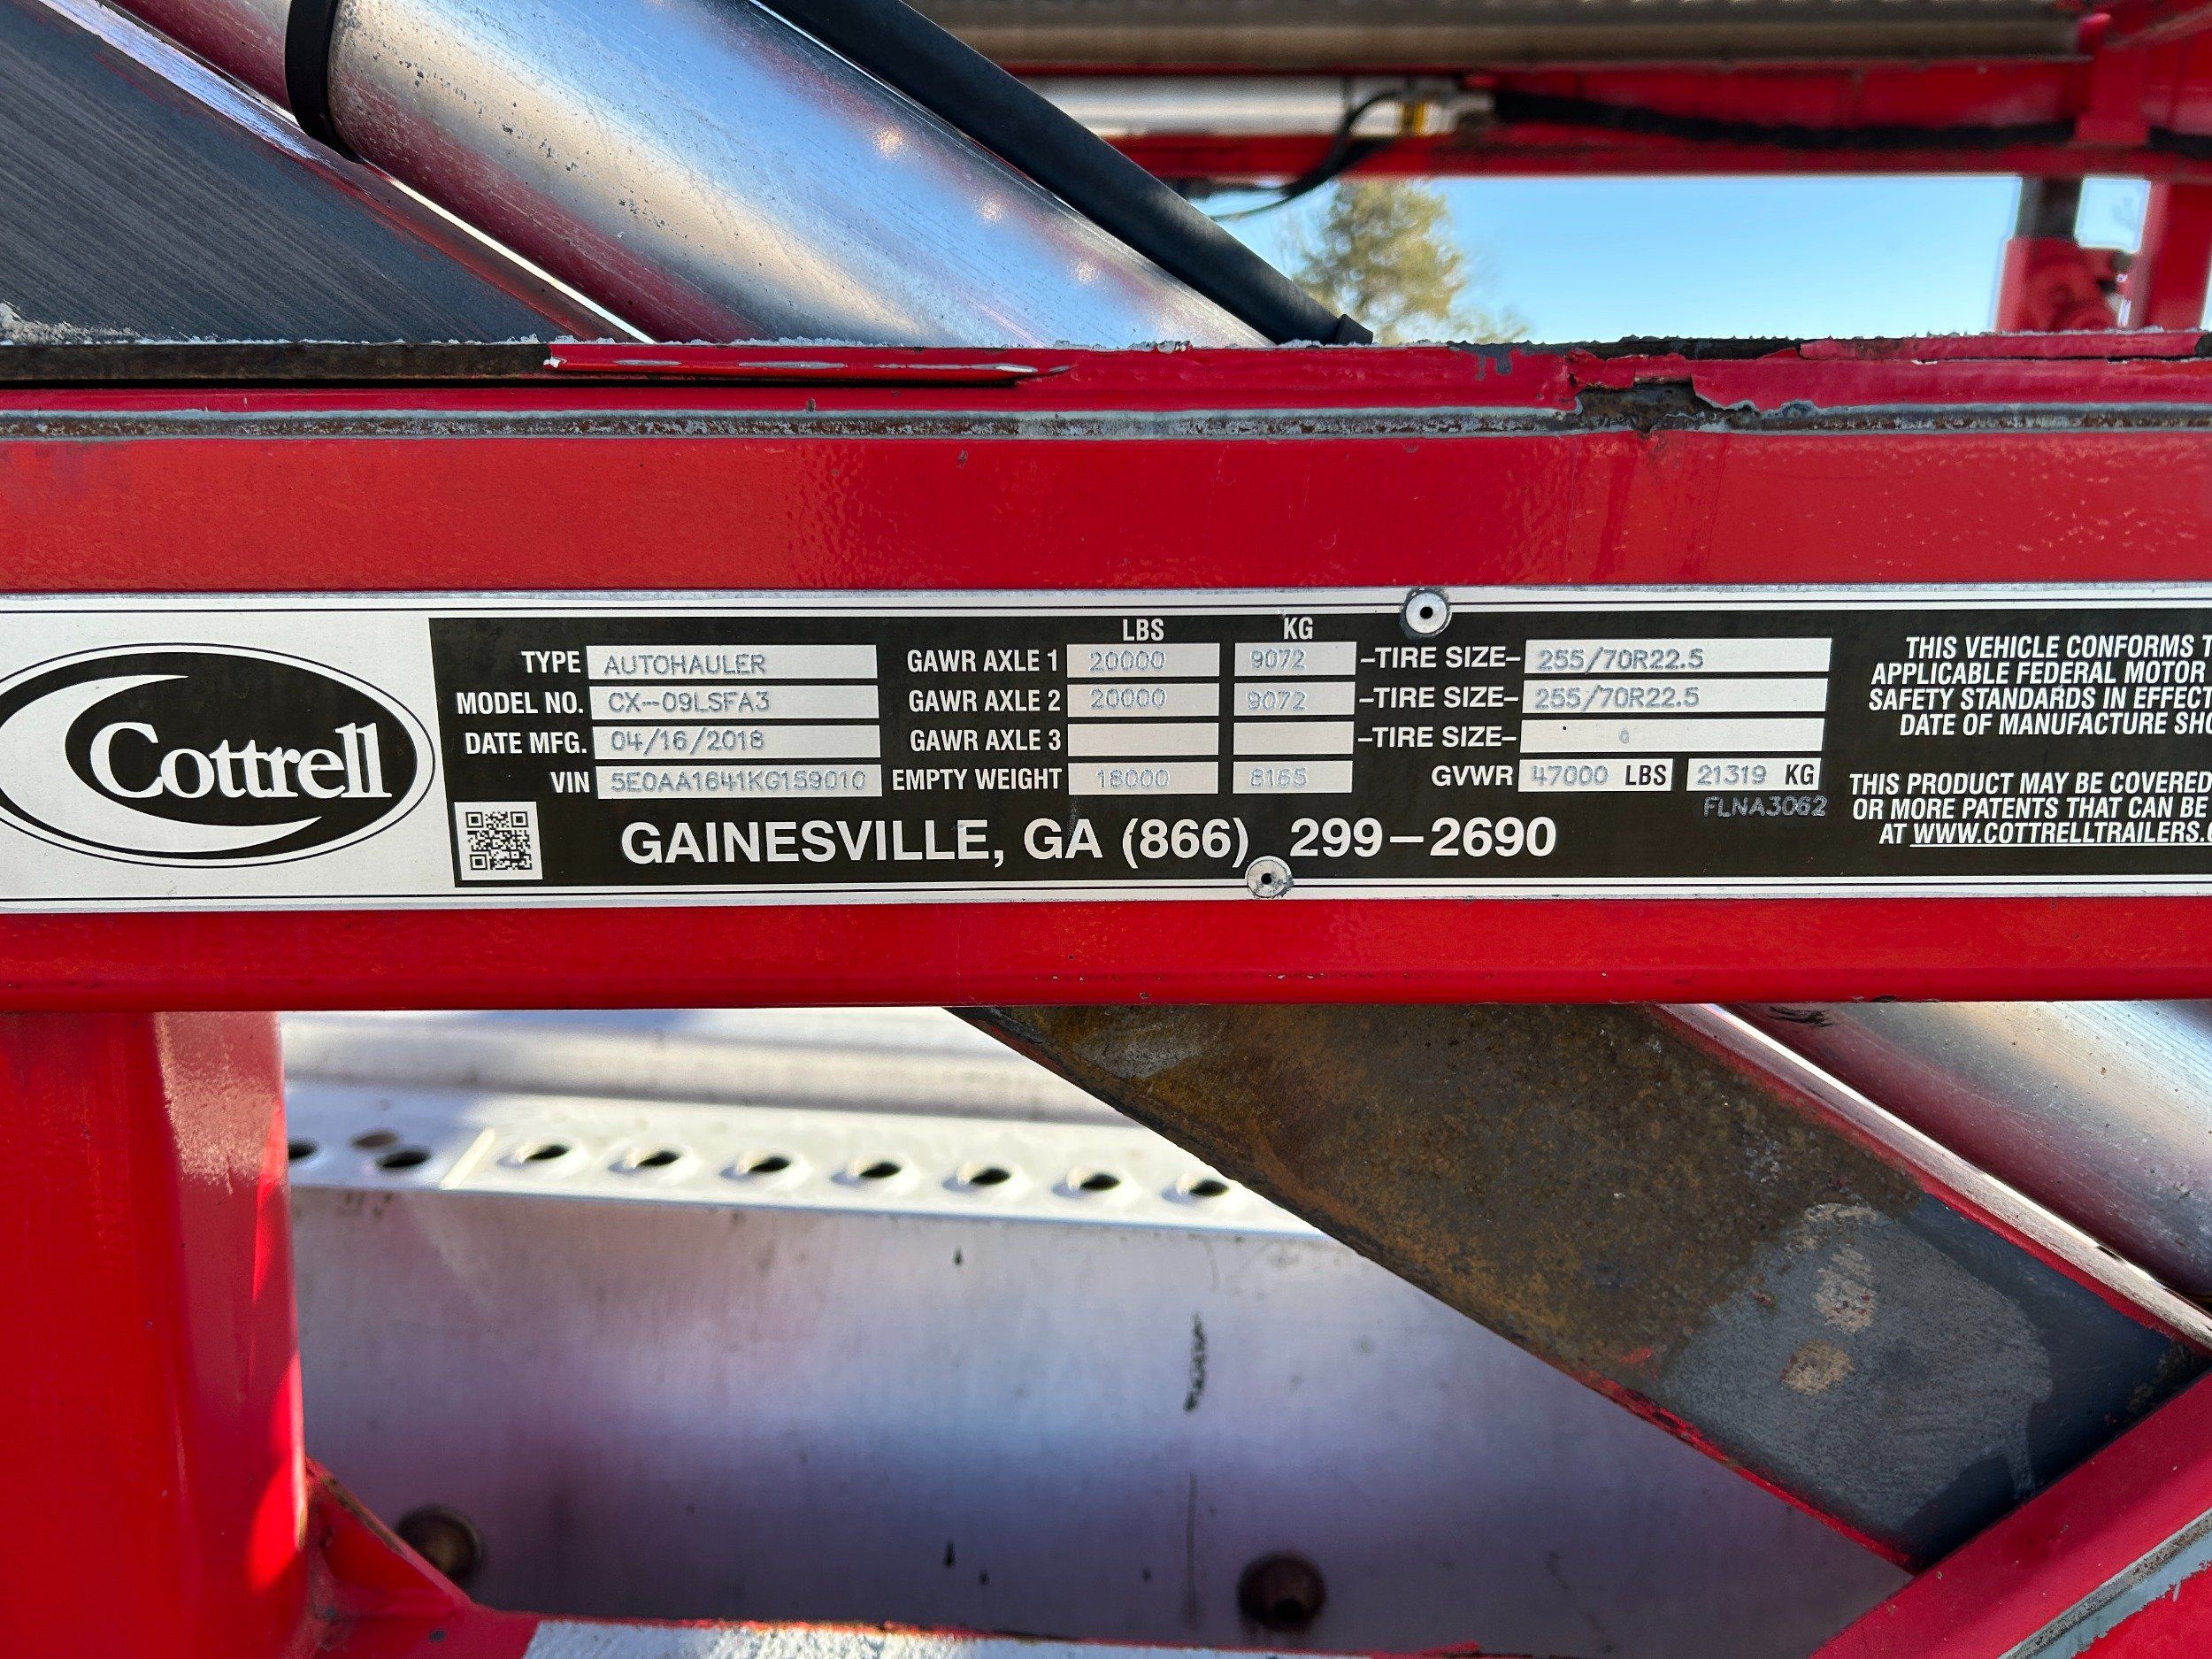 Cottrell
LBS KG
TYPE AUTOHAULER GAWR AXLE 1 20000 9072 –TIRE SIZE– 255/70R22.5
MODEL NO. CX-09LSFA3 GAWR AXLE 2 20000 9072 –TIRE SIZE– 255/70R22.5
DATE MFG. 04/16/2018 GAWR AXLE 3 –TIRE SIZE–
VIN 5E0AA1641KG159010 EMPTY WEIGHT 18000 8165 GVWR 47000 LBS 21319 KG
FLNA3062
GAINESVILLE, GA (866) 299–2690
THIS VEHICLE CONFORMS
APPLICABLE FEDERAL MOTOR
SAFETY STANDARDS IN EFFECT
DATE OF MANUFACTURE
THIS PRODUCT MAY BE COVERED
OR MORE PATENTS THAT CAN BE
AT WWW.COTTRELLTRAILERS.